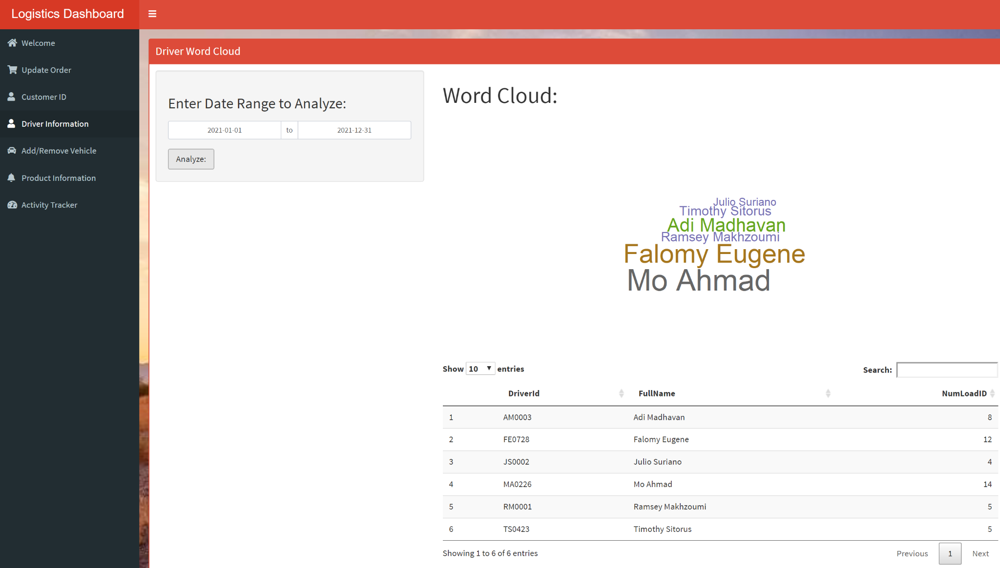 Logistics Dashboard
Welcome
Update Order
Customer ID
Driver Information
Add/Remove Vehicle
Product Information
Activity Tracker
Driver Word Cloud
Enter Date Range to Analyze:
2021-01-01 to 2021-12-31
Analyze:
Word Cloud:
Julio Suriano
Timothy Sitorus
Adi Madhavan
Ramsey Makhzoumi
Falomy Eugene
Mo Ahmad
Show 10 entries
Search:
DriverId FullName NumLoadID
1 AM0003 Adi Madhavan 8
2 FE0728 Falomy Eugene 12
3 JS0002 Julio Suriano 4
4 MA0226 Mo Ahmad 14
5 RM0001 Ramsey Makhzoumi 5
6 TS0423 Timothy Sitorus 5
Showing 1 to 6 of 6 entries
Previous 1 Next